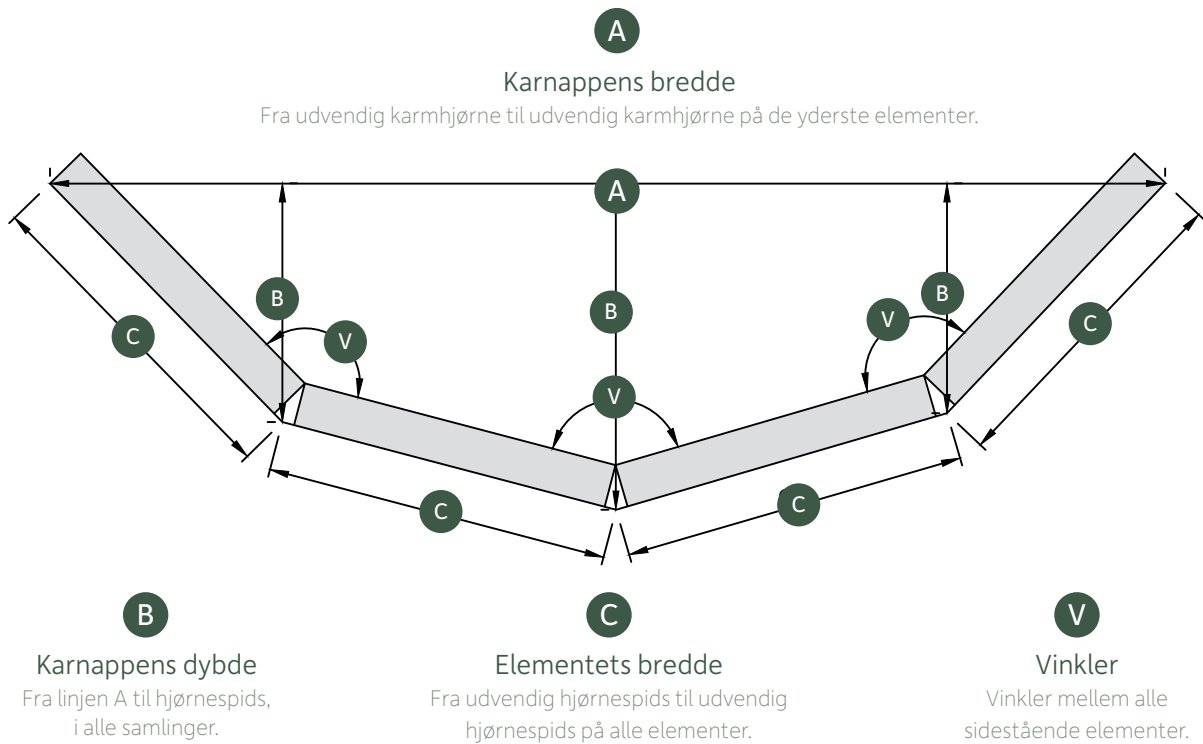 A
Karnappens bredde
Fra udvendig karmhjørne til udvendig karmhjørne på de yderste elementer.
A
B
B
B
V
V
V
C
C
C
C
B
Karnappens dybde
Fra linjen A til hjørnespids,
i alle samlinger.
C
Elementets bredde
Fra udvendig hjørnespids til udvendig
hjørnespids på alle elementer.
V
Vinkler
Vinkler mellem alle
sidestående elementer.